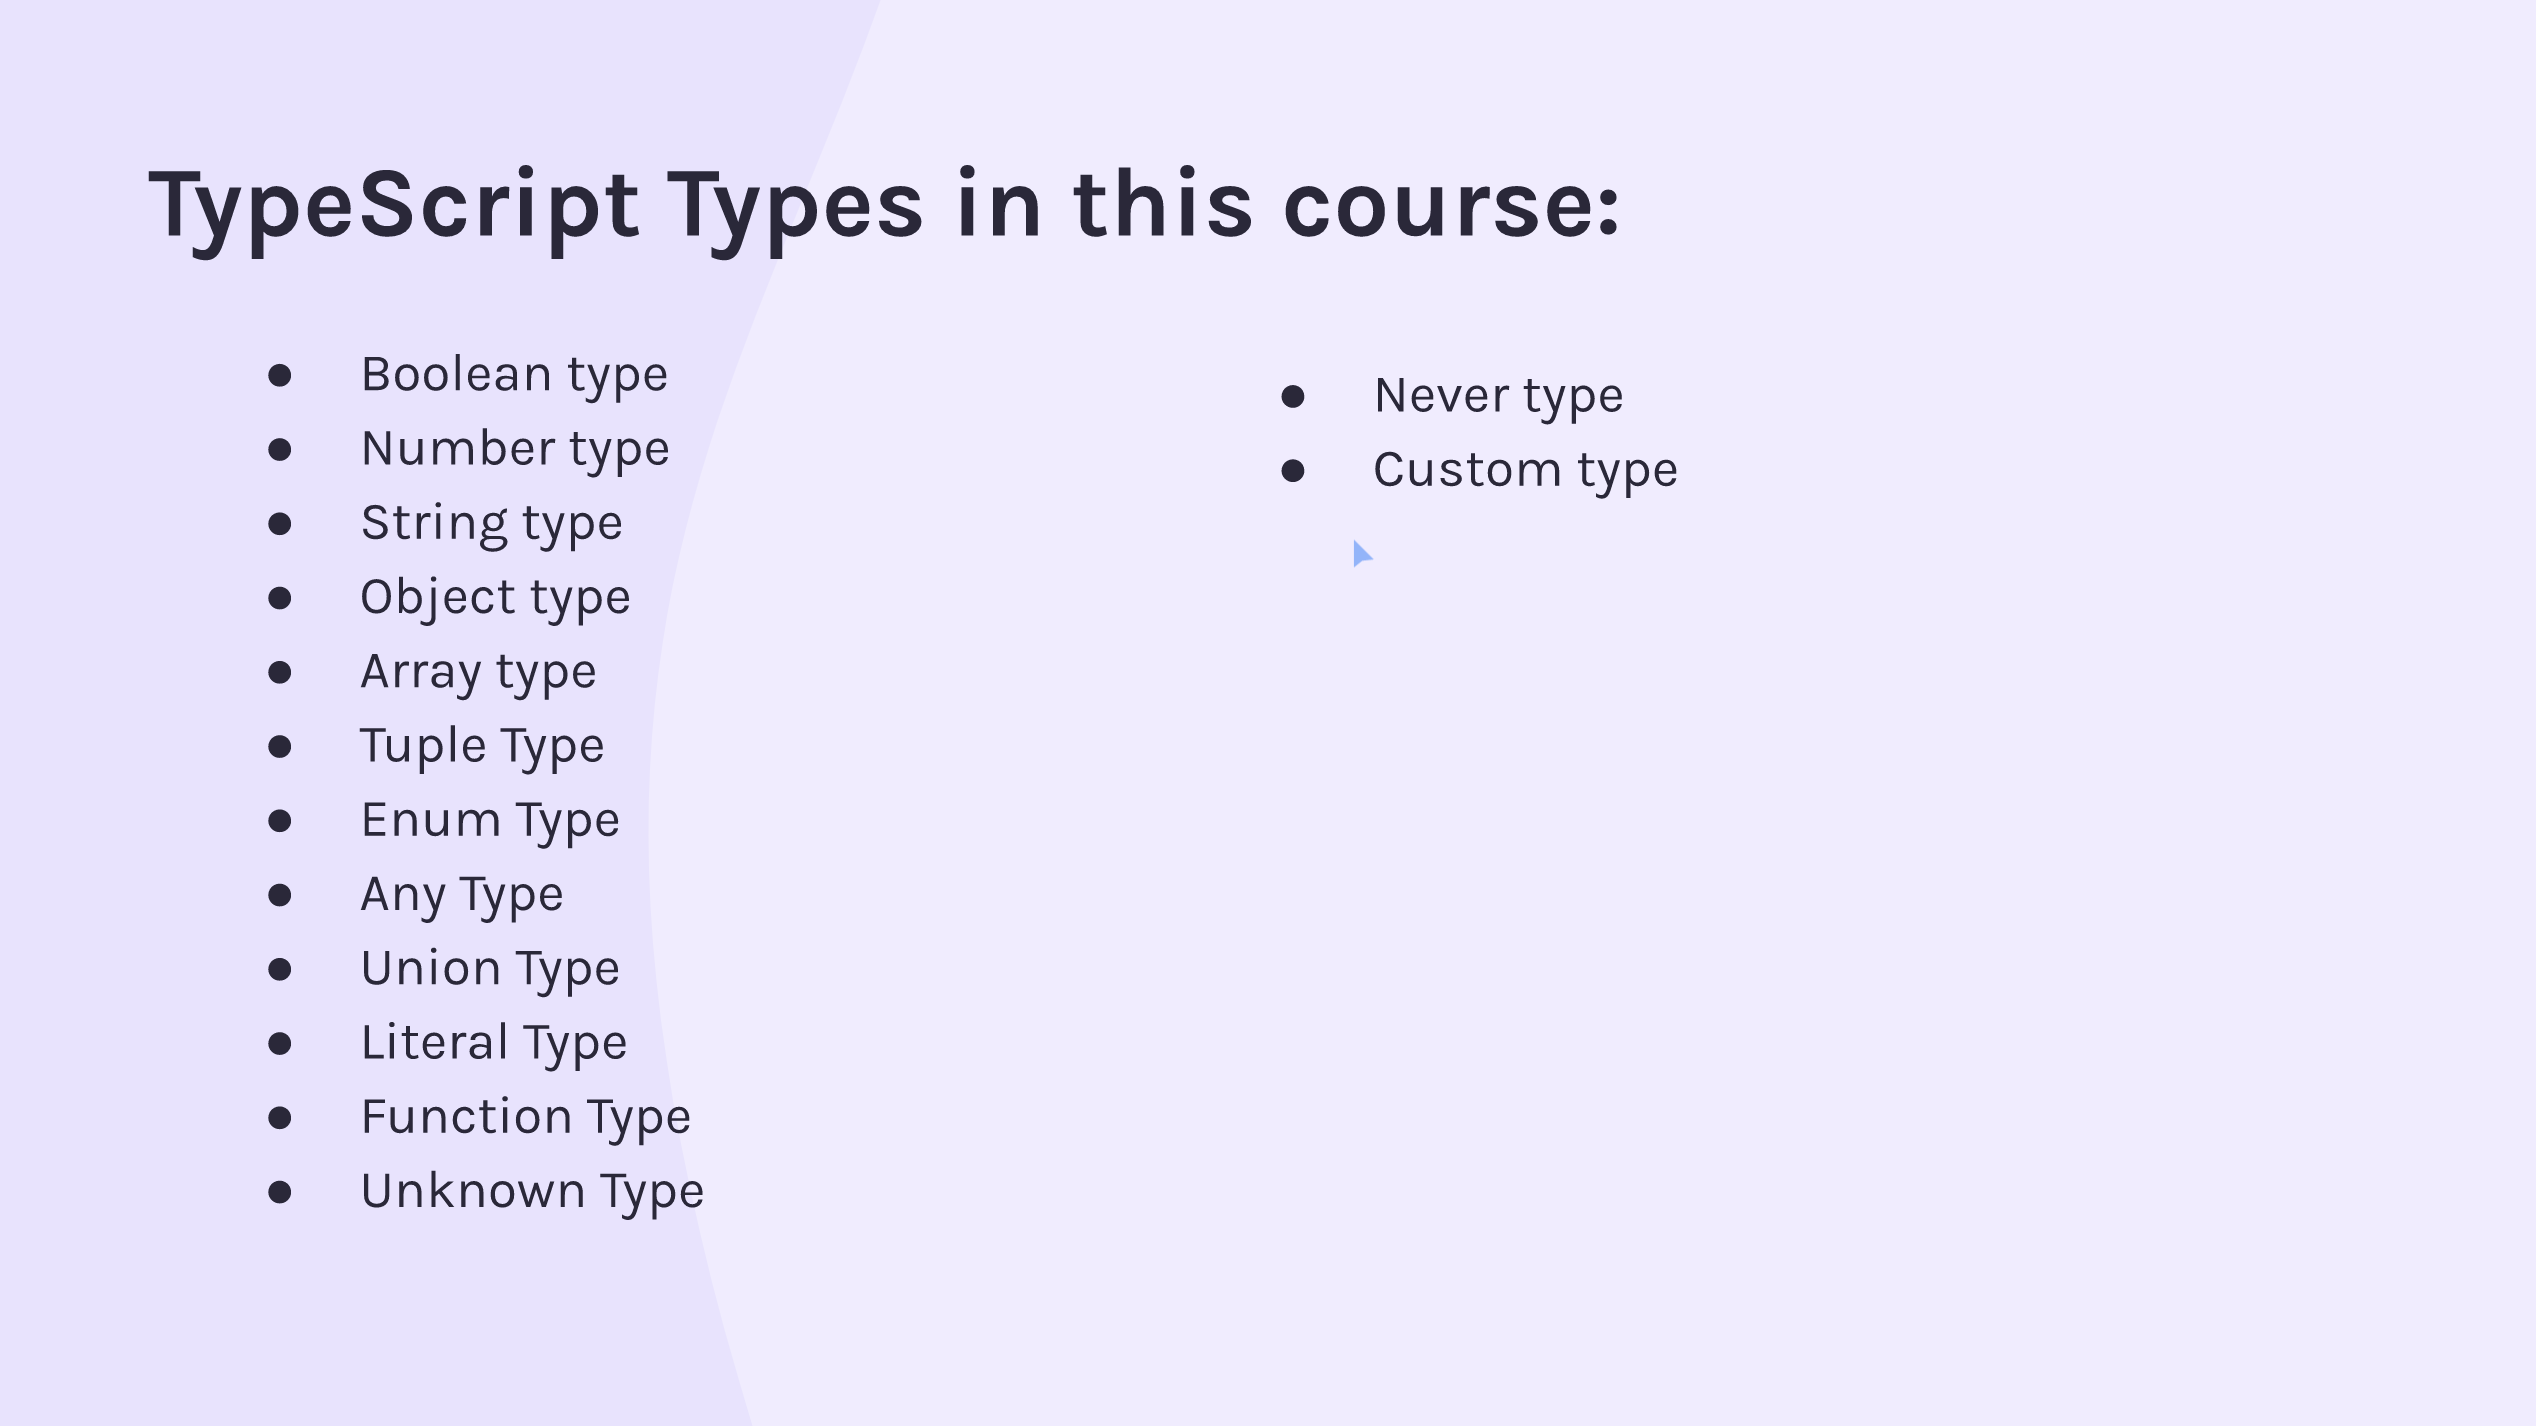 TypeScript Types in this course:
● Boolean type
● Number type
● String type
● Object type
● Array type
● Tuple Type
● Enum Type
● Any Type
● Union Type
● Literal Type
● Function Type
● Unknown Type
● Never type
● Custom type